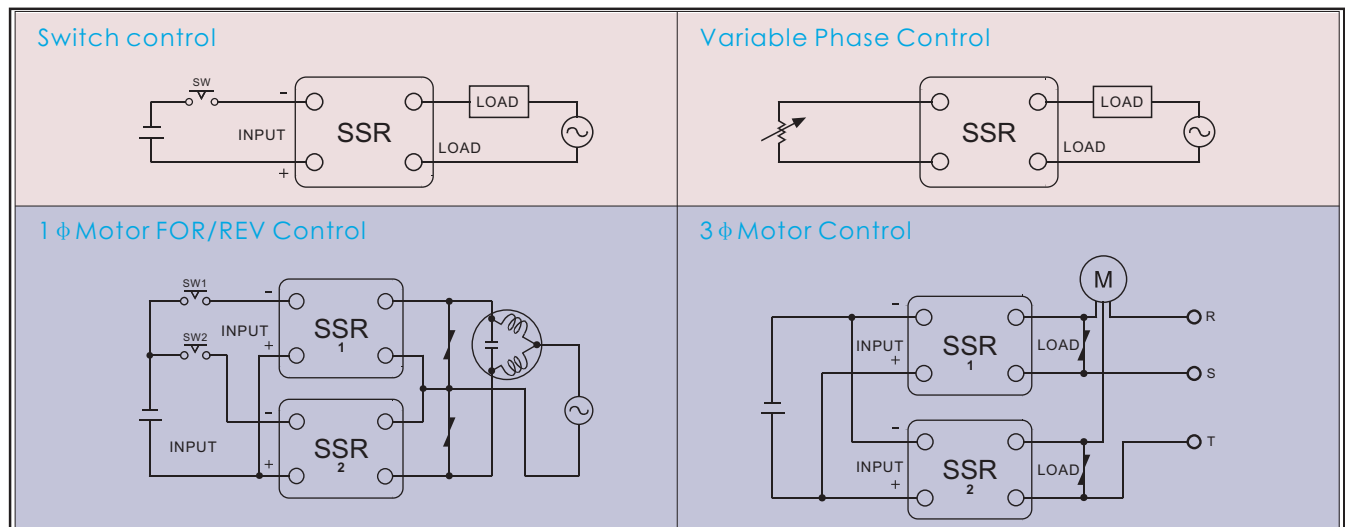 Switch control
SW
-
INPUT
+
SSR
LOAD
LOAD
Variable Phase Control
SSR
LOAD
LOAD
1 ϕ Motor FOR/REV Control
SW1
-
INPUT
+
SSR
1
SW2
-
INPUT
+
SSR
2
3 ϕ Motor Control
M
-
INPUT
+
SSR
1
LOAD
R
S
-
INPUT
+
SSR
2
LOAD
T